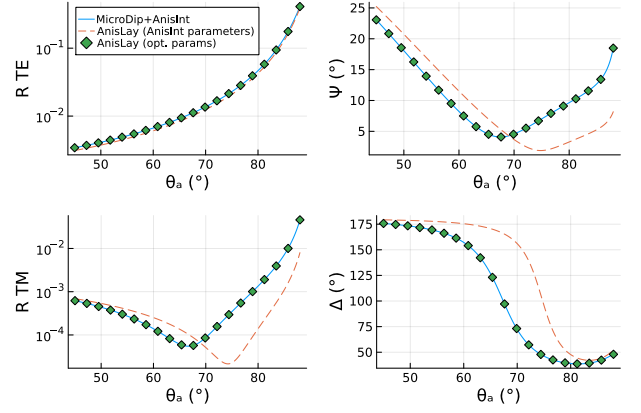 MicroDip+AnisInt
AnisLay (AnisInt parameters)
AnisLay (opt. params)
R TE
10⁻¹
10⁻²
50 60 70 80
θₐ (°)
Ψ (°)
25
20
15
10
5
50 60 70 80
θₐ (°)
R TM
10⁻²
10⁻³
10⁻⁴
50 60 70 80
θₐ (°)
Δ (°)
175
150
125
100
75
50
50 60 70 80
θₐ (°)